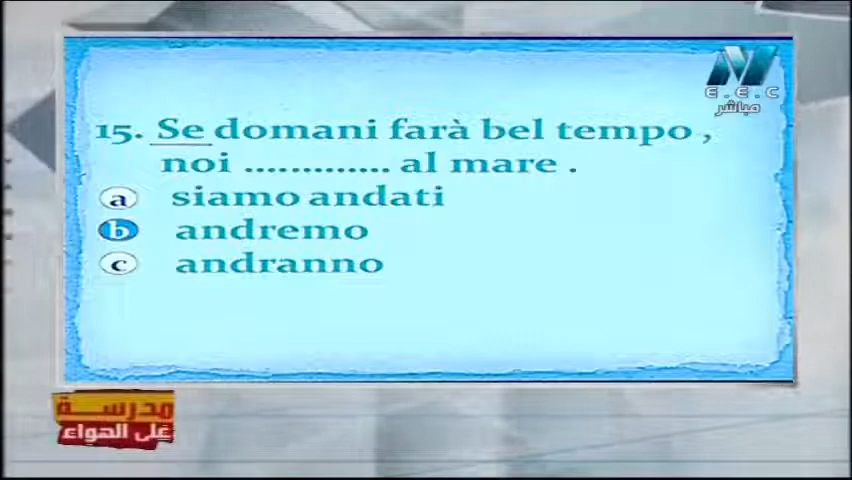 E.E.C
مباشر
15. Se domani farà bel tempo ,
noi ............. al mare .
a siamo andati
b andremo
c andranno
مدرسة
على الهواء